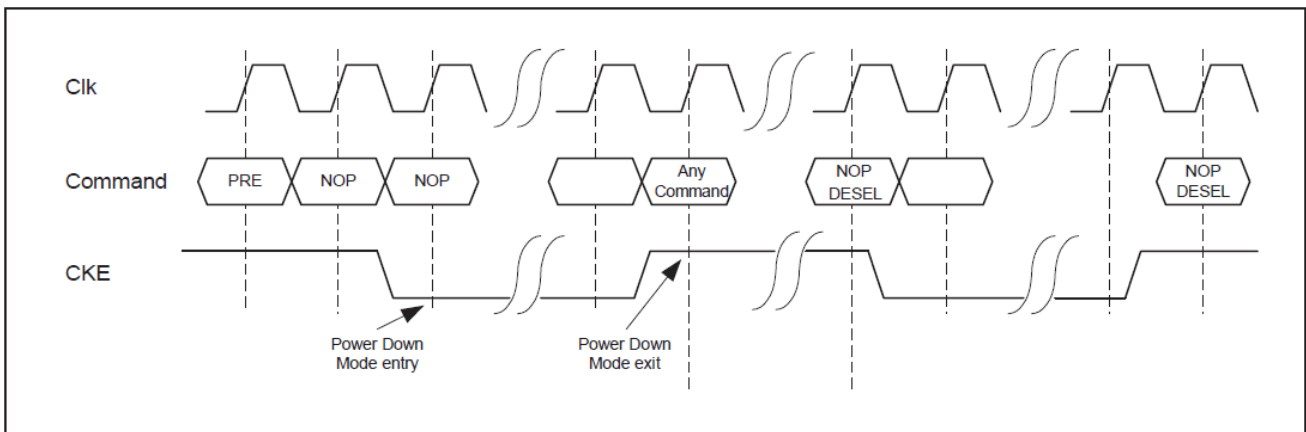 Clk
Command
PRE
NOP
NOP
Any
Command
NOP
DESEL
NOP
DESEL
CKE
Power Down
Mode entry
Power Down
Mode exit